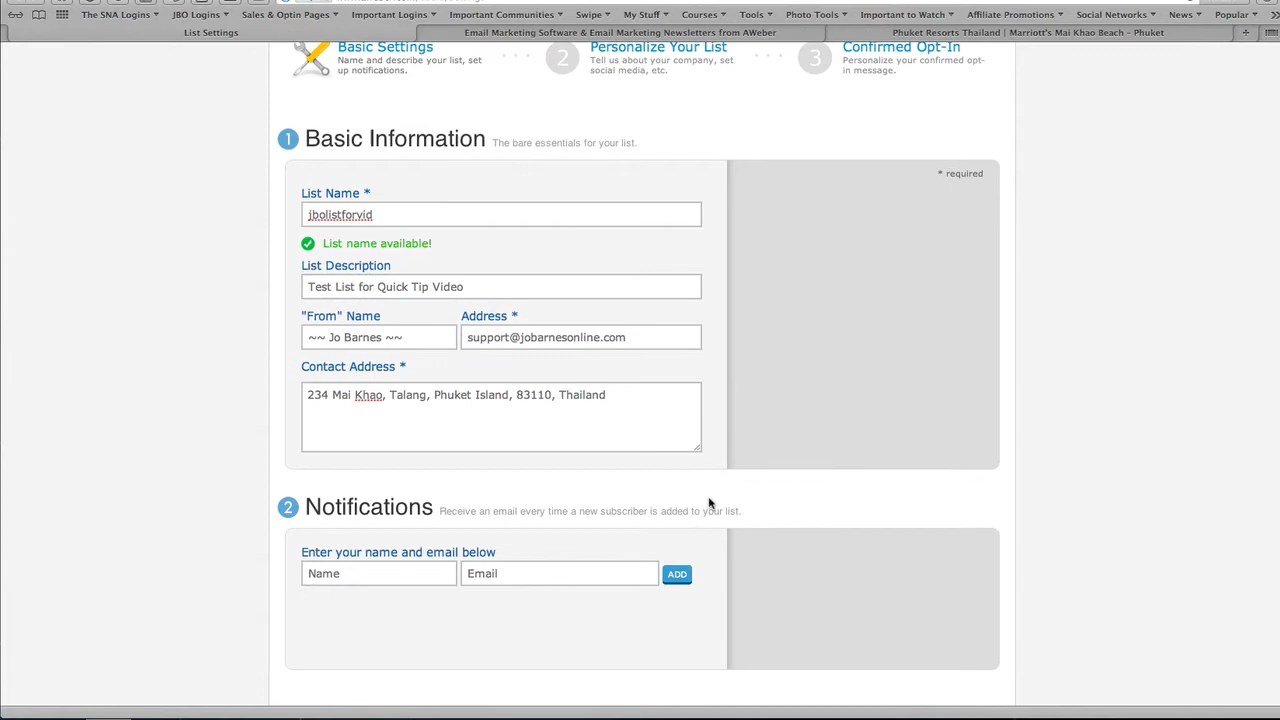 The SNA Logins JBO Logins Sales & Optin Pages Important Logins Important Communities Swipe My Stuff Courses Tools Photo Tools Important to Watch Affiliate Promotions Social Networks News Popular
List Settings Email Marketing Software & Email Marketing Newsletters from AWeber Phuket Resorts Thailand | Marriott's Mai Khao Beach – Phuket +
Basic Settings
Name and describe your list, set
up notifications.
2
Personalize Your List
Tell us about your company, set
social media, etc.
3
Confirmed Opt-In
Personalize your confirmed opt-
in message.
1 Basic Information The bare essentials for your list.
* required
List Name *
jbolistforvid
List name available!
List Description
Test List for Quick Tip Video
"From" Name Address *
~~ Jo Barnes ~~ support@jobarnesonline.com
Contact Address *
234 Mai Khao, Talang, Phuket Island, 83110, Thailand
2 Notifications Receive an email every time a new subscriber is added to your list.
Enter your name and email below
Name Email ADD